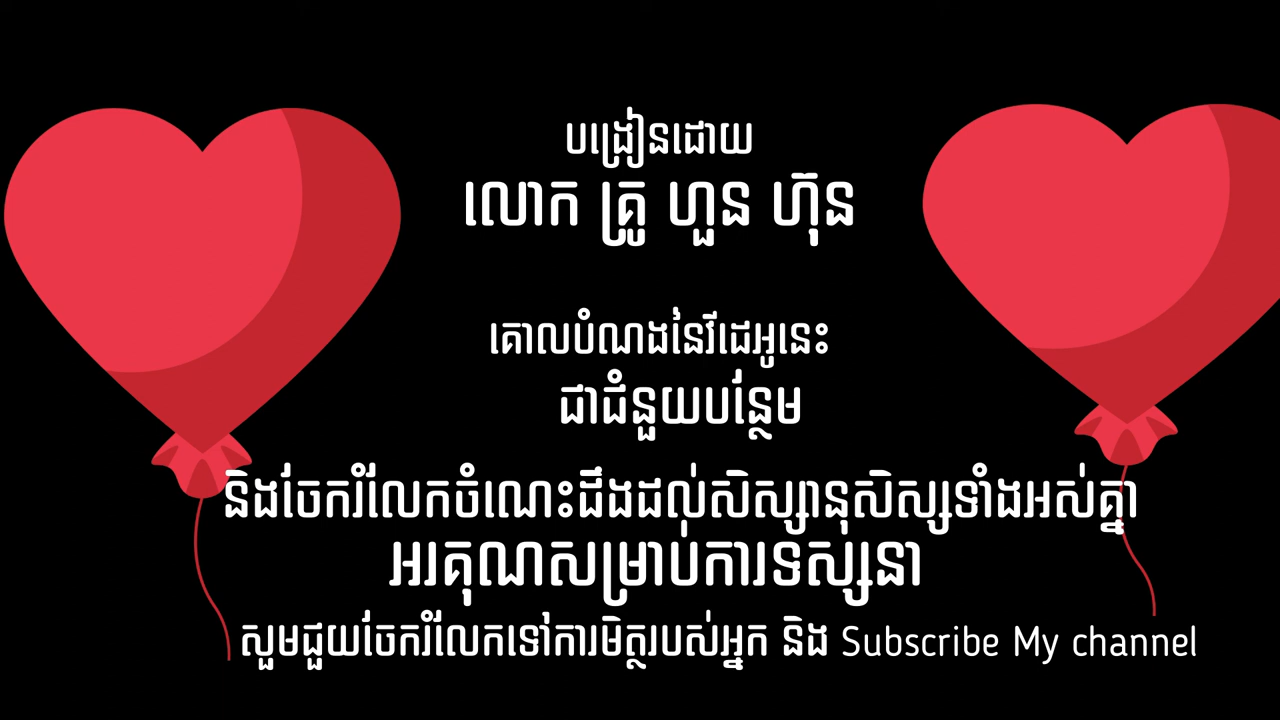 បង្រៀនដោយ
លោក គ្រូ ហួន ហ៊ុន
គោលបំណងនៃវីដេអូនេះ
ជាជំនួយបន្ថែម
និងចែករំលែកចំណេះដឹងដល់សិស្សានុសិស្សទាំងអស់គ្នា
អរគុណសម្រាប់ការទស្សនា
សួមជួយចែករំលែកទៅការមិត្តរបស់អ្នក និង Subscribe My channel